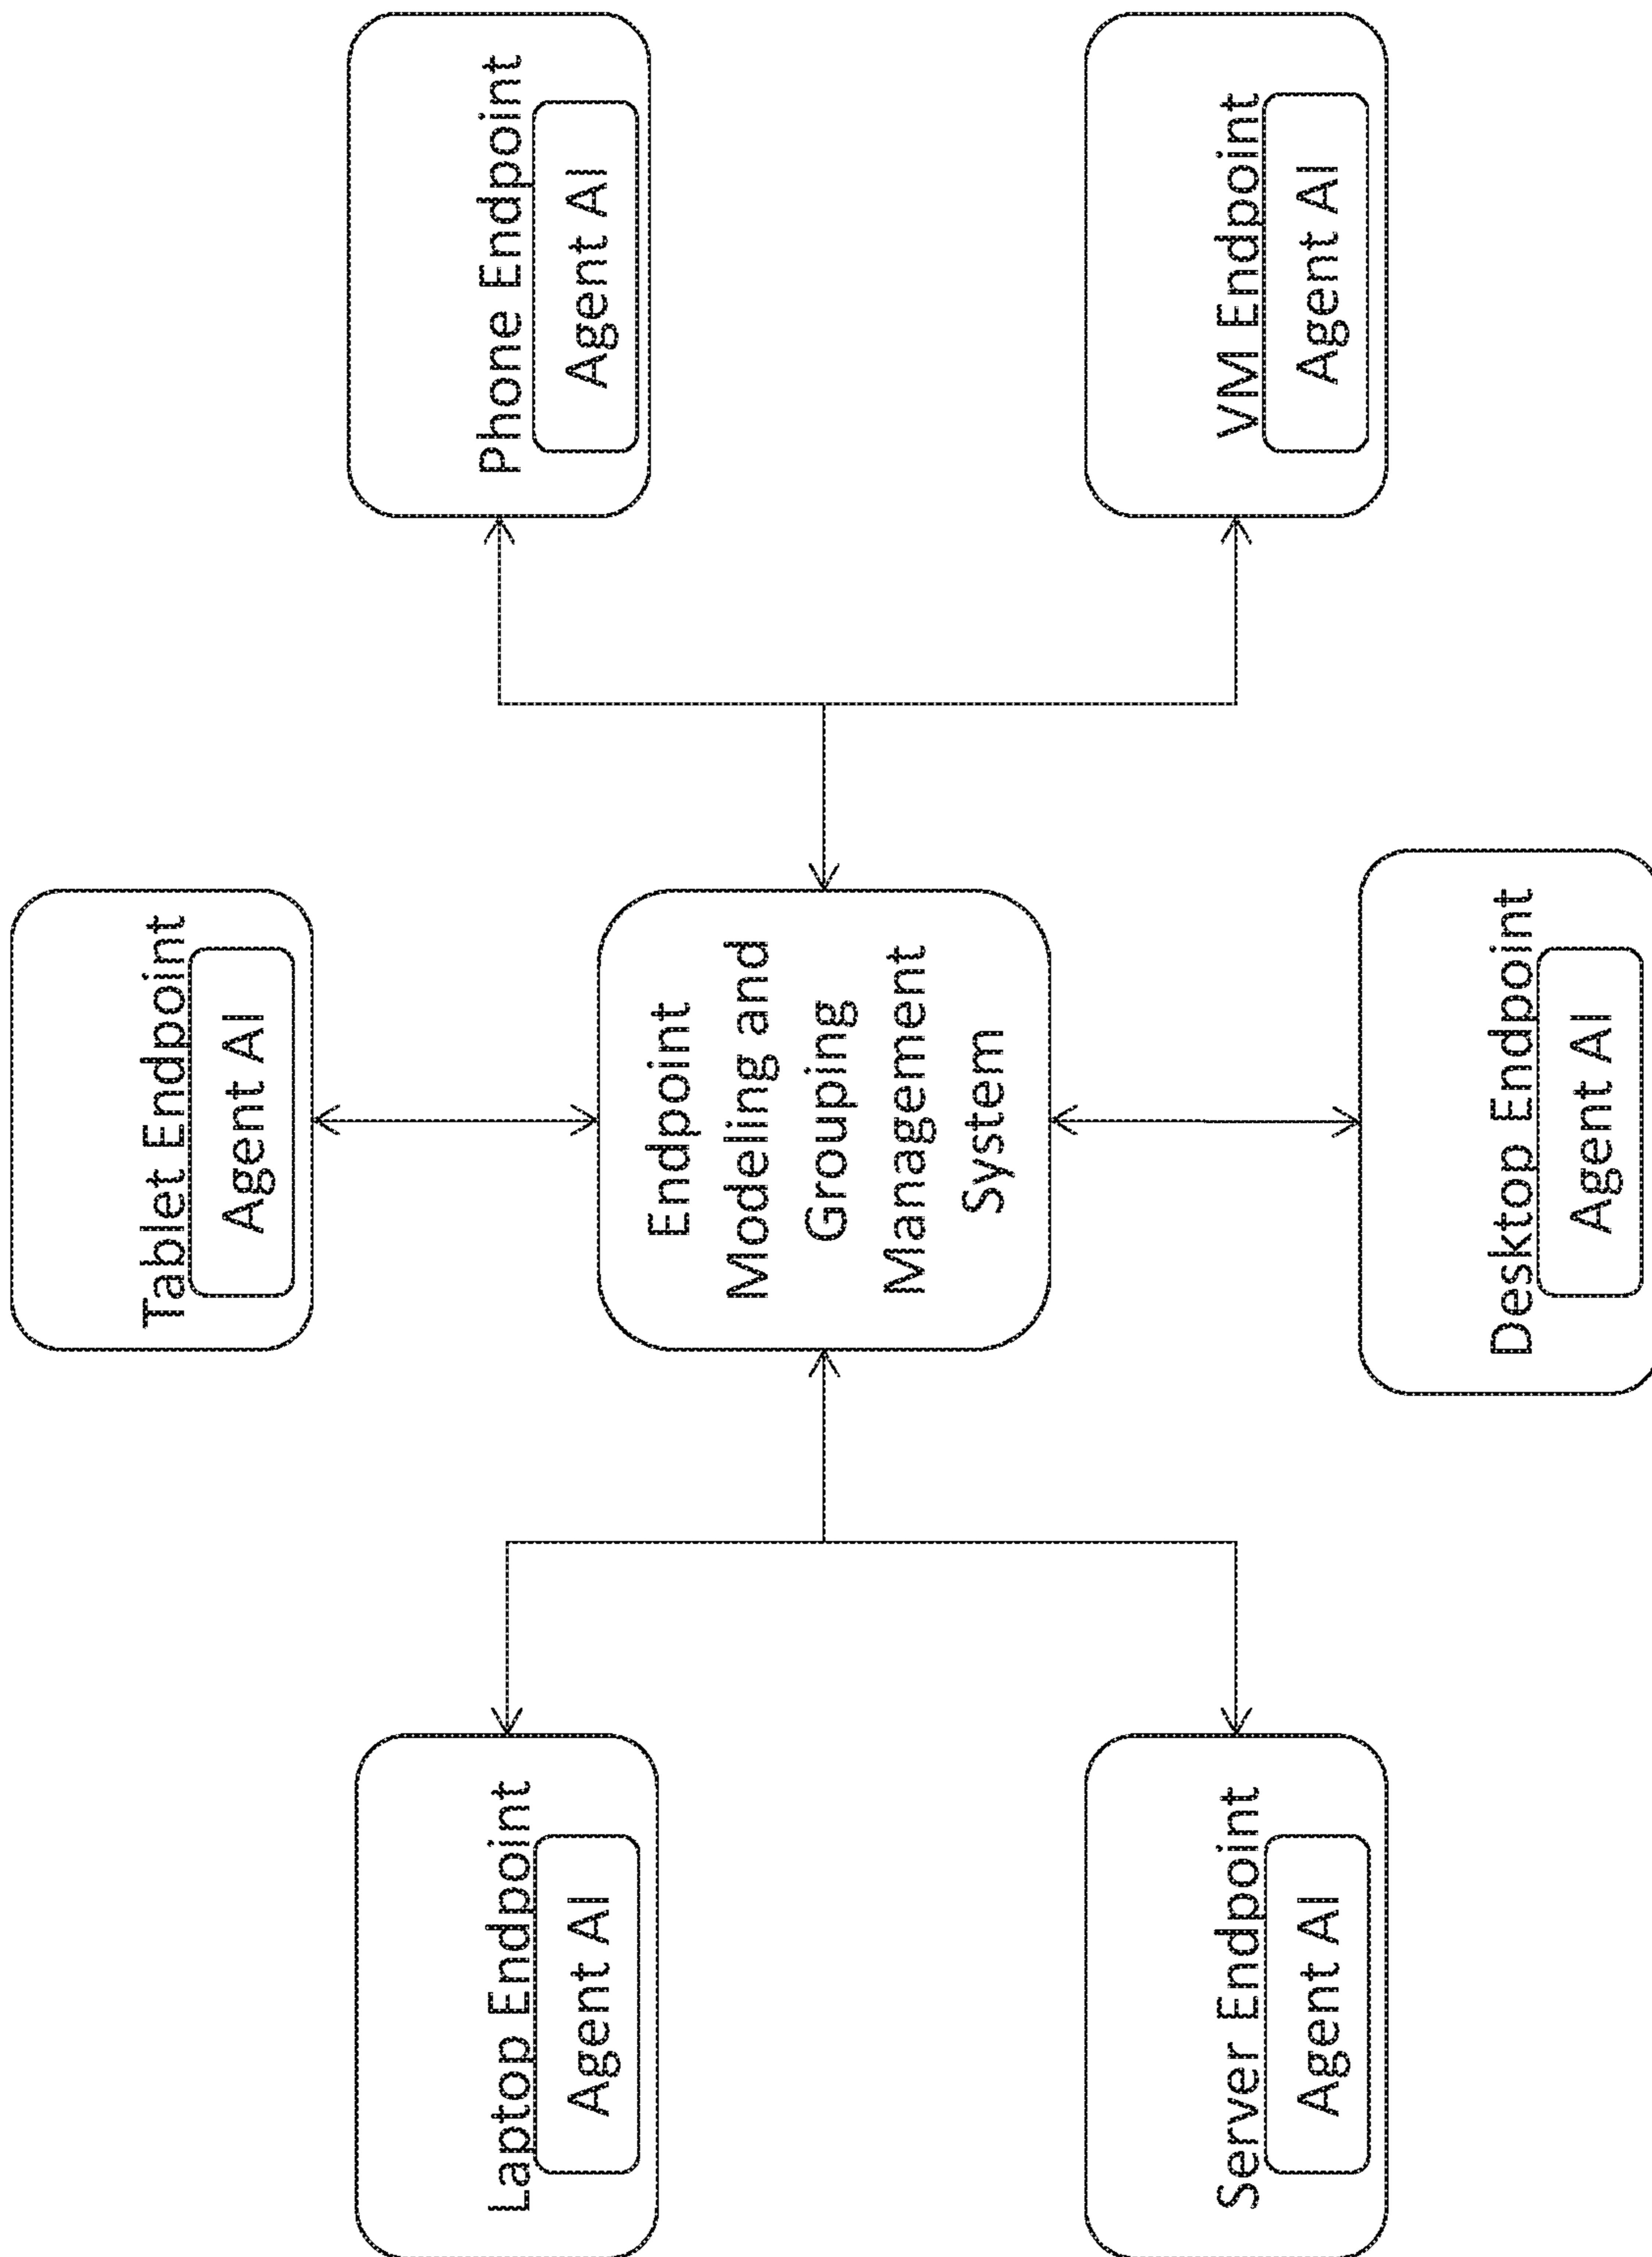 Laptop Endpoint
Agent AI
Tablet Endpoint
Agent AI
Phone Endpoint
Agent AI
Endpoint
Modeling and
Grouping
Management
System
Server Endpoint
Agent AI
Desktop Endpoint
Agent AI
VM Endpoint
Agent AI